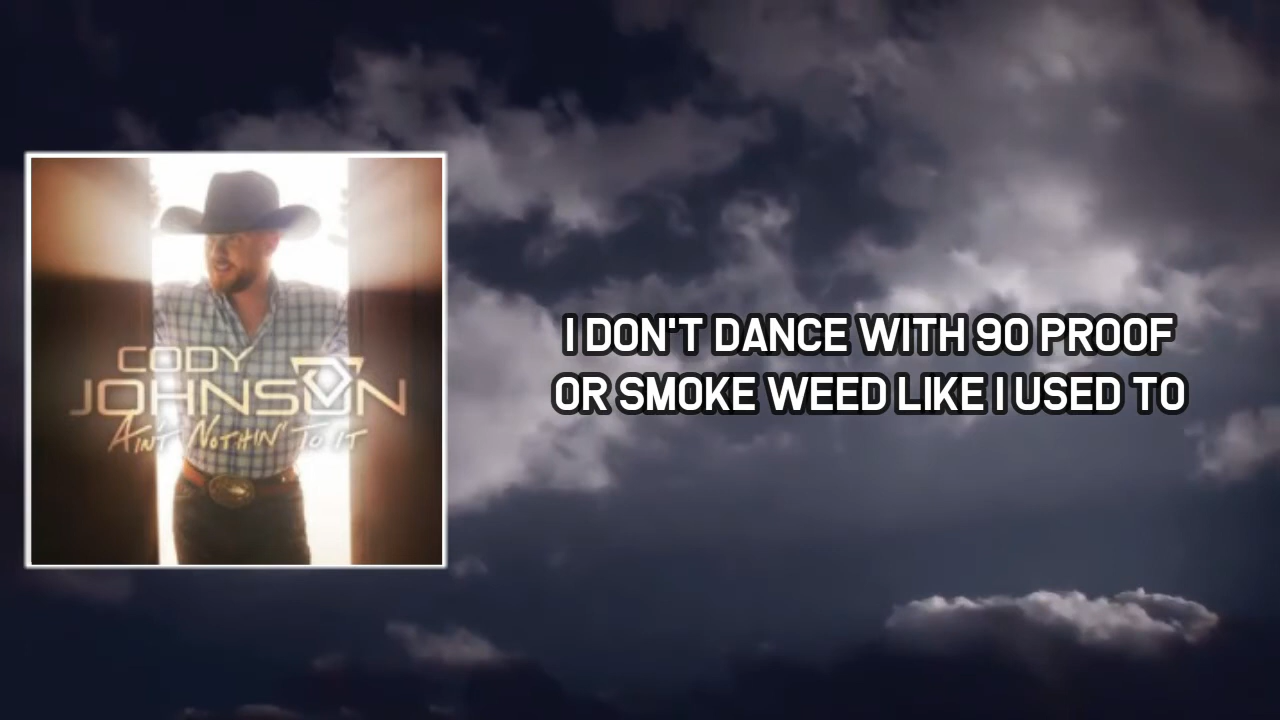 CODY
JOHNSON
AIN'T NOTHIN' TO IT
I DON'T DANCE WITH 90 PROOF
OR SMOKE WEED LIKE I USED TO